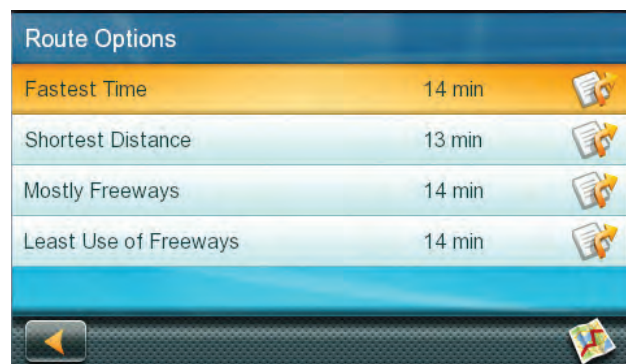 Route Options
Fastest Time 14 min
Shortest Distance 13 min
Mostly Freeways 14 min
Least Use of Freeways 14 min